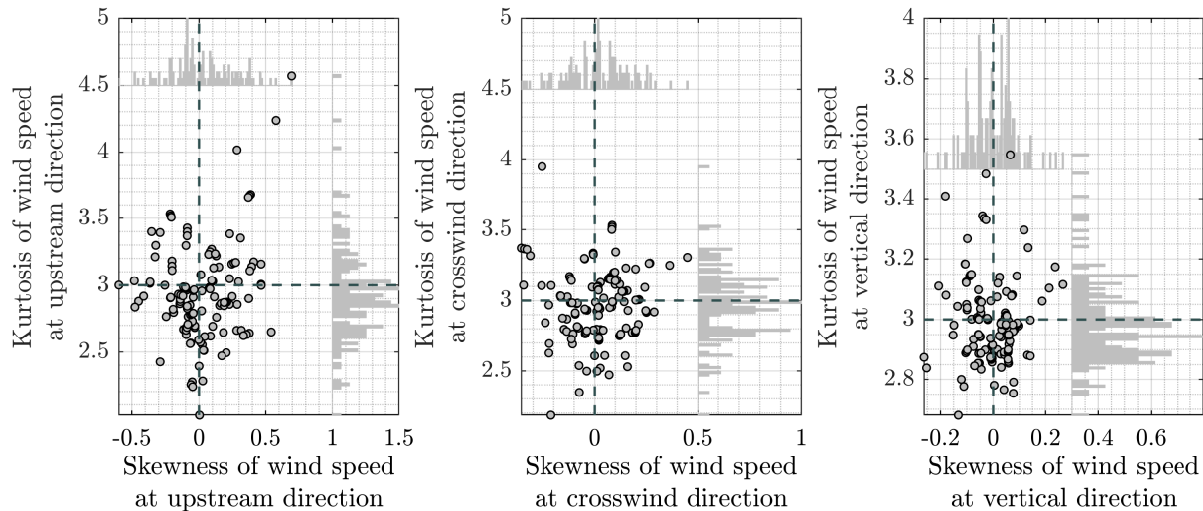 Kurtosis of wind speed
at upstream direction
5
4.5
4
3.5
3
2.5
-0.5
0
0.5
1
1.5
Skewness of wind speed
at upstream direction
Kurtosis of wind speed
at crosswind direction
5
4.5
4
3.5
3
2.5
0
0.5
1
Skewness of wind speed
at crosswind direction
Kurtosis of wind speed
at vertical direction
4
3.8
3.6
3.4
3.2
3
2.8
-0.2
0
0.2
0.4
0.6
Skewness of wind speed
at vertical direction